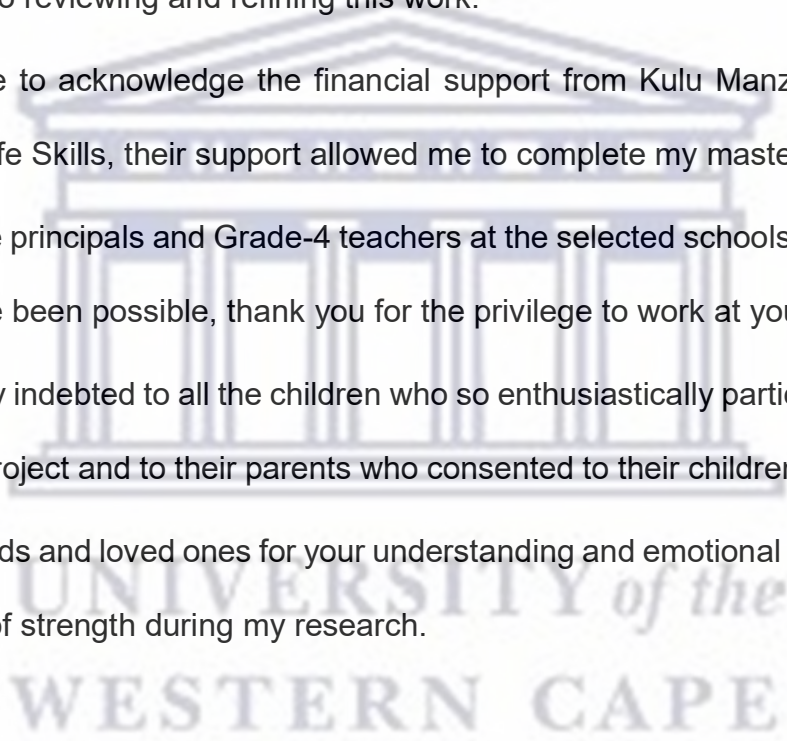 o reviewing and refining this work.
e to acknowledge the financial support from Kulu Manz
fe Skills, their support allowed me to complete my maste
e principals and Grade-4 teachers at the selected schools
e been possible, thank you for the privilege to work at you
y indebted to all the children who so enthusiastically partic
roject and to their parents who consented to their children
ds and loved ones for your understanding and emotional
UNIVERSITY of the
of strength during my research.
WESTERN CAPE